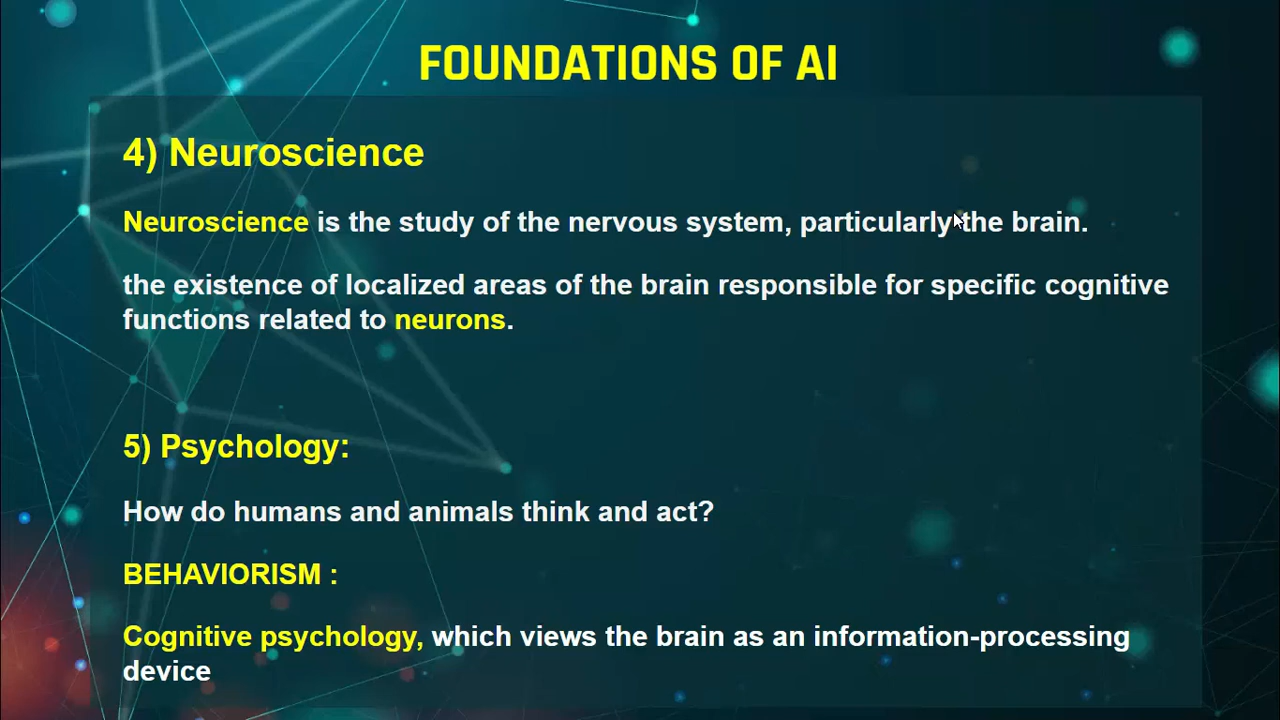 FOUNDATIONS OF AI
4) Neuroscience
Neuroscience is the study of the nervous system, particularly the brain.
the existence of localized areas of the brain responsible for specific cognitive
functions related to neurons.
5) Psychology:
How do humans and animals think and act?
BEHAVIORISM :
Cognitive psychology, which views the brain as an information-processing
device